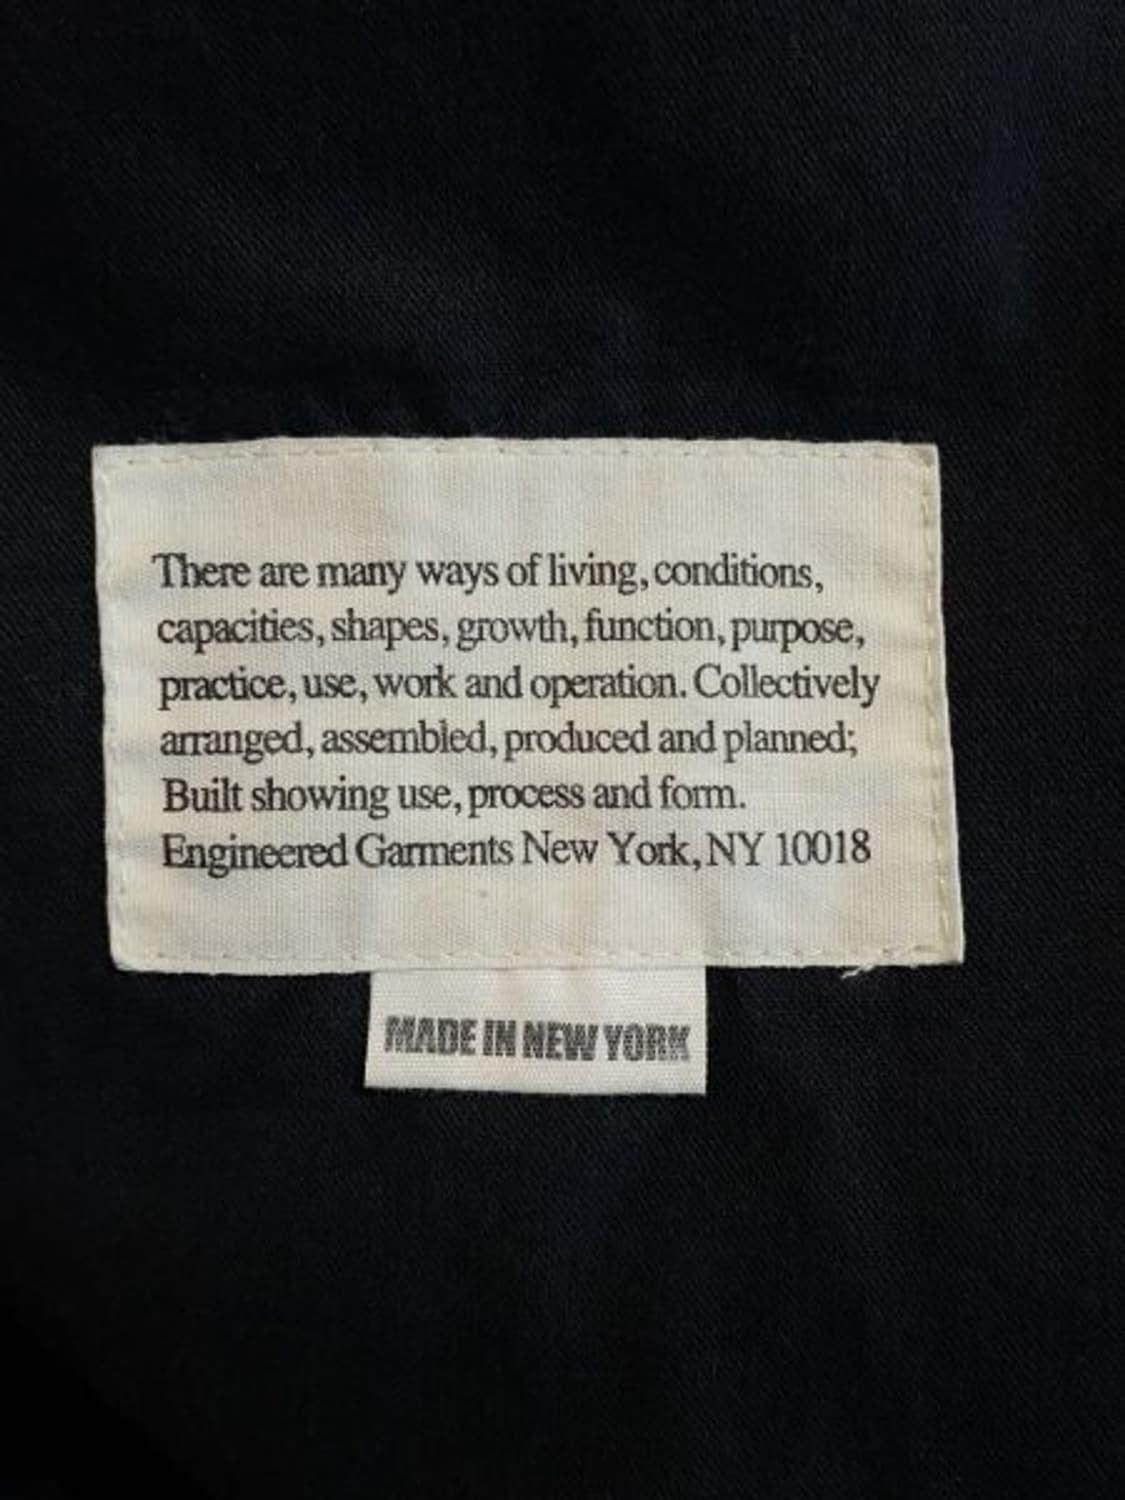 There are many ways of living, conditions,
capacities, shapes, growth, function, purpose,
practice, use, work and operation. Collectively
arranged, assembled, produced and planned;
Built showing use, process and form.
Engineered Garments New York, NY 10018
MADE IN NEW YORK